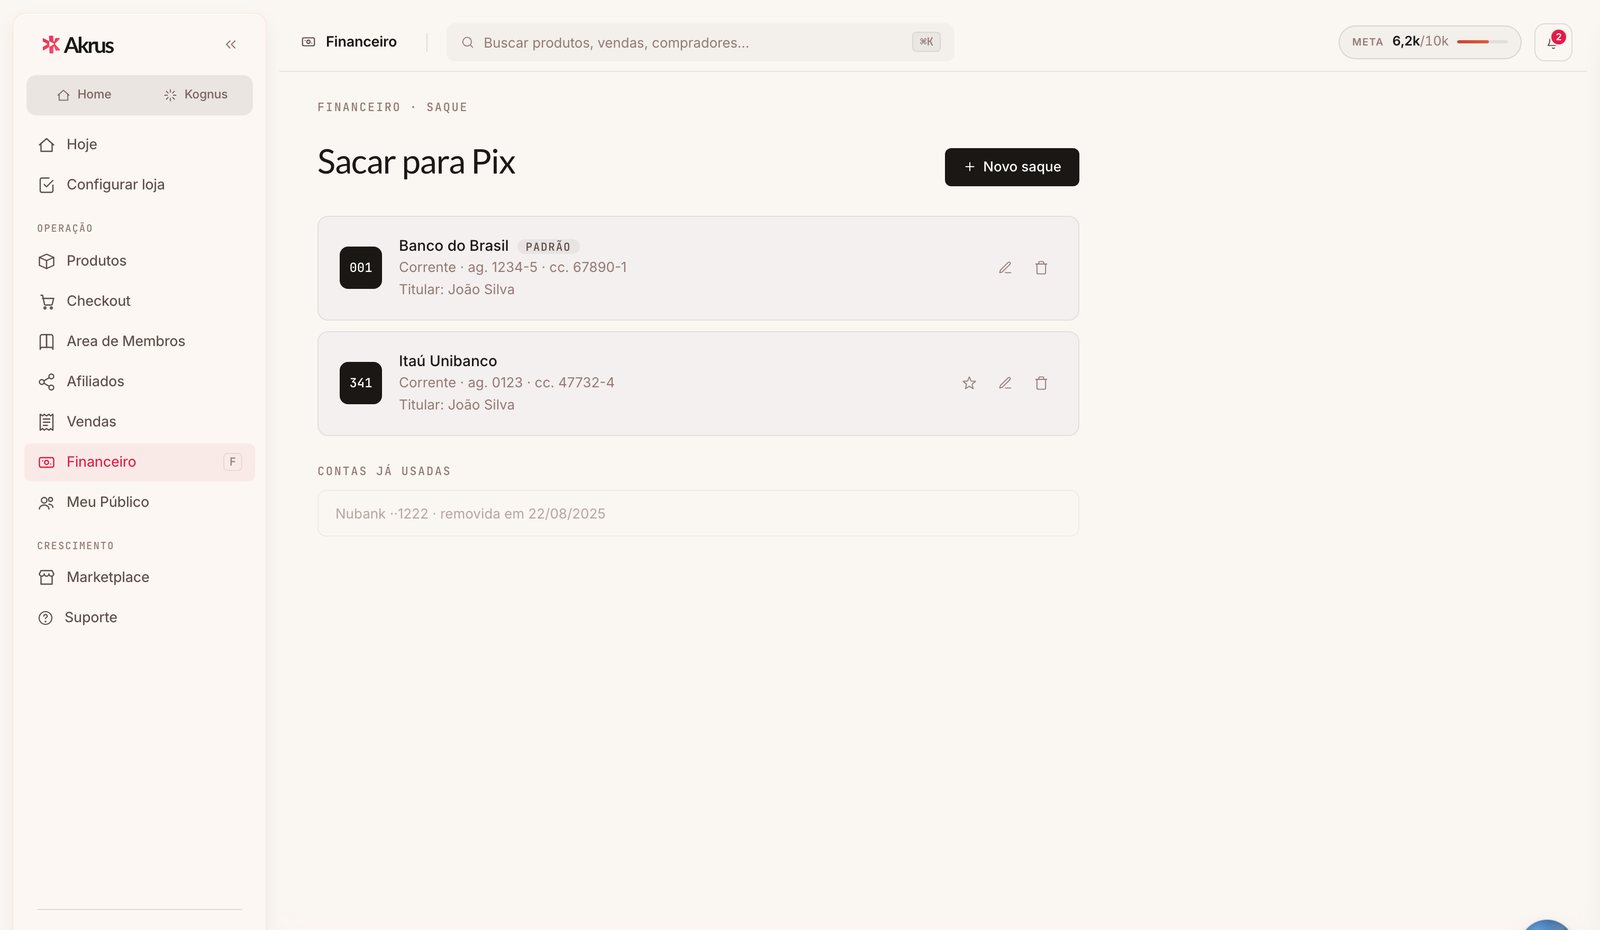 Akrus
Home
Kognus
Hoje
Configurar loja
OPERAÇÃO
Produtos
Checkout
Area de Membros
Afiliados
Vendas
Financeiro F
Meu Público
CRESCIMENTO
Marketplace
Suporte
Financeiro
Buscar produtos, vendas, compradores... ⌘K
META 6,2k/10k
2
FINANCEIRO · SAQUE
Sacar para Pix
+ Novo saque
001
Banco do Brasil PADRÃO
Corrente · ag. 1234-5 · cc. 67890-1
Titular: João Silva
341
Itaú Unibanco
Corrente · ag. 0123 · cc. 47732-4
Titular: João Silva
CONTAS JÁ USADAS
Nubank ··1222 · removida em 22/08/2025